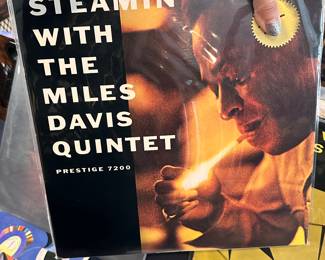 STEAMIN'
WITH
THE
MILES
DAVIS
QUINTET
PRESTIGE 7200